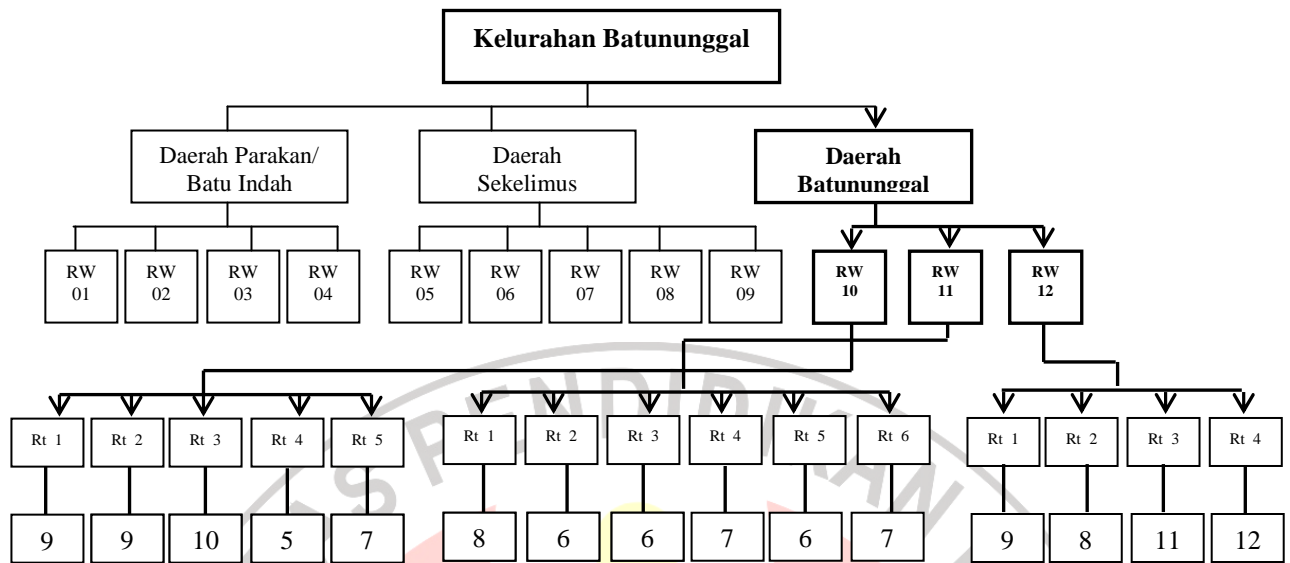 Kelurahan Batununggal
Daerah Parakan/
Batu Indah
Daerah
Sekelimus
Daerah
Batununggal
RW
01
RW
02
RW
03
RW
04
RW
05
RW
06
RW
07
RW
08
RW
09
RW
10
RW
11
RW
12
Rt 1
Rt 2
Rt 3
Rt 4
Rt 5
Rt 1
Rt 2
Rt 3
Rt 4
Rt 5
Rt 6
Rt 1
Rt 2
Rt 3
Rt 4
9
9
10
5
7
8
6
6
7
6
7
9
8
11
12
AS PENDIDIKAN